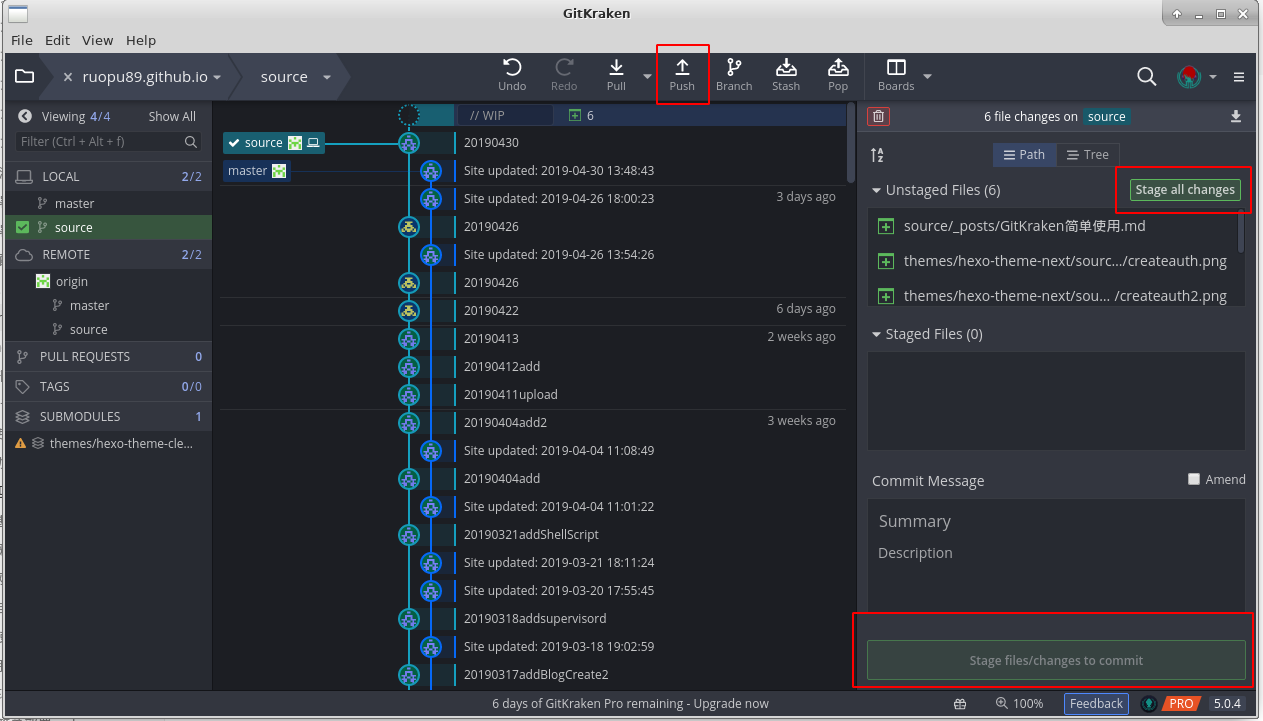 GitKraken
File Edit View Help
ruopu89.github.io
source
Undo
Redo
Pull
Push
Branch
Stash
Pop
Boards
Viewing 4/4 Show All
Filter (Ctrl + Alt + f)
LOCAL 2/2
master
source
REMOTE 2/2
origin
master
source
PULL REQUESTS 0
TAGS 0/0
SUBMODULES 1
themes/hexo-theme-cle...
// WIP 6
source
20190430
master
Site updated: 2019-04-30 13:48:43
Site updated: 2019-04-26 18:00:23 3 days ago
20190426
Site updated: 2019-04-26 13:54:26
20190426
20190422 6 days ago
20190413 2 weeks ago
20190412add
20190411upload
20190404add2 3 weeks ago
Site updated: 2019-04-04 11:08:49
20190404add
Site updated: 2019-04-04 11:01:22
20190321addShellScript
Site updated: 2019-03-21 18:11:24
Site updated: 2019-03-20 17:55:45
20190318addsupervisord
Site updated: 2019-03-18 19:02:59
20190317addBlogCreate2
6 file changes on source
Path Tree
Unstaged Files (6) Stage all changes
source/_posts/GitKraken简单使用.md
themes/hexo-theme-next/sourc.../createauth.png
themes/hexo-theme-next/sou... /createauth2.png
Staged Files (0)
Commit Message Amend
Summary
Description
Stage files/changes to commit
6 days of GitKraken Pro remaining - Upgrade now
100%
Feedback
PRO
5.0.4